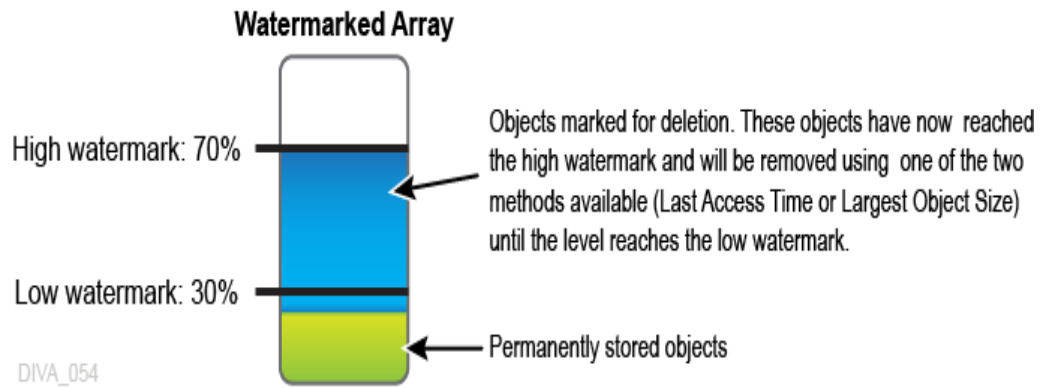 Watermarked Array
High watermark: 70%
Objects marked for deletion. These objects have now reached
the high watermark and will be removed using one of the two
methods available (Last Access Time or Largest Object Size)
until the level reaches the low watermark.
Low watermark: 30%
Permanently stored objects
DIVA_054